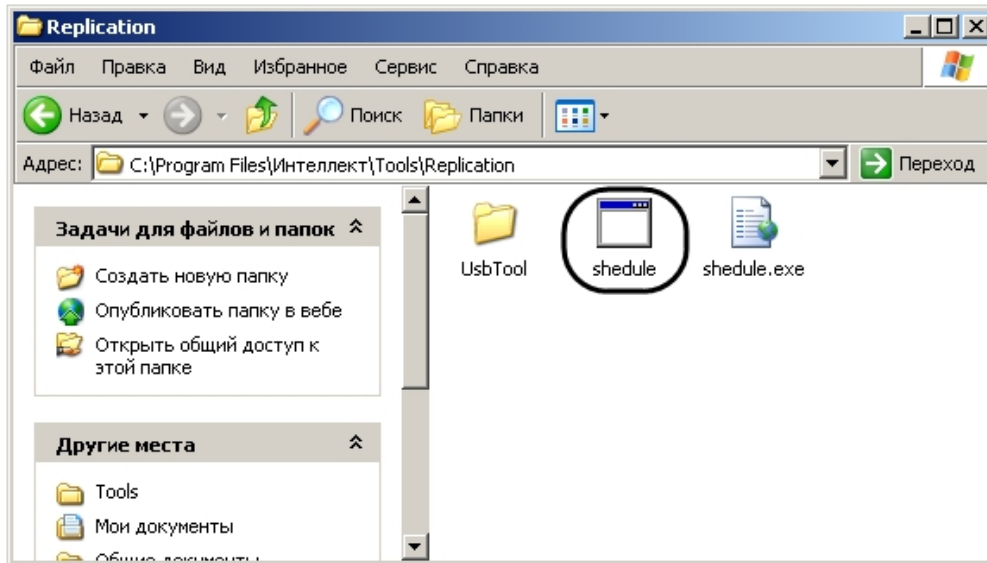 Replication
Файл Правка Вид Избранное Сервис Справка
Назад Поиск Папки
Адрес: C:\Program Files\Интеллект\Tools\Replication Переход
Задачи для файлов и папок
Создать новую папку
Опубликовать папку в вебе
Открыть общий доступ к
этой папке
Другие места
Tools
Мои документы
Общие документы
UsbTool shedule shedule.exe